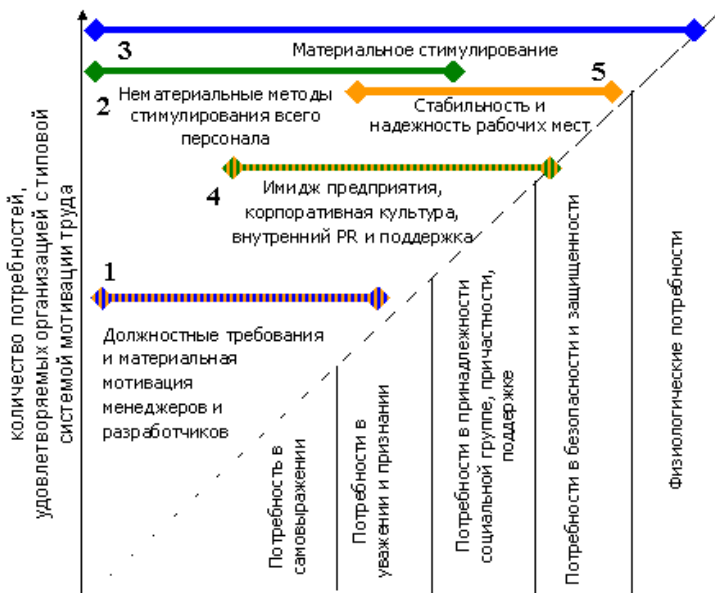 3
Материальное стимулирование
2
Нематериальные методы
стимулирования всего
персонала
5
Стабильность и
надежность рабочих мест
4
Имидж предприятия,
корпоративная культура,
внутренний PR и поддержка
1
Должностные требования
и материальная
мотивация
менеджеров и
разработчиков
количество потребностей,
удовлетворяемых организацией с типовой
системой мотивации труда
Потребность в
самовыражении
Потребности в
уважении и признании
Потребности в принадлежности
социальной группе, причастности,
поддержке
Потребности в безопасности и защищенности
Физиологические потребности